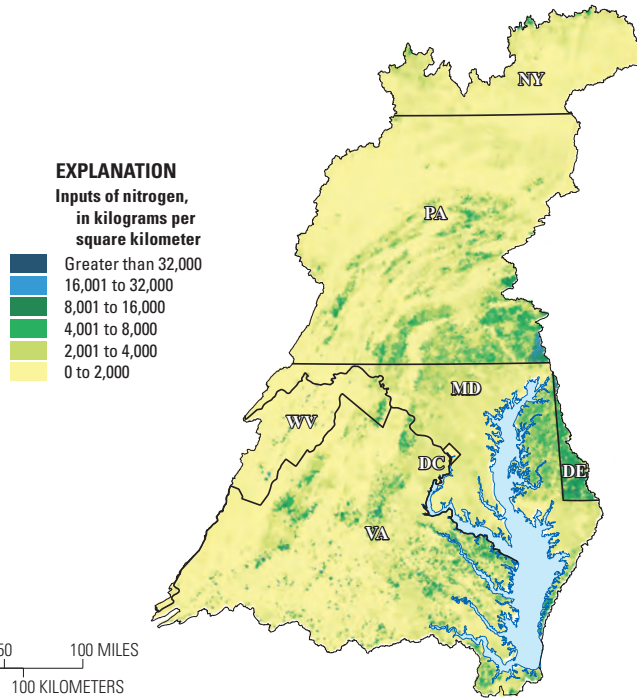 NY
EXPLANATION
Inputs of nitrogen,
in kilograms per
square kilometer
Greater than 32,000
16,001 to 32,000
8,001 to 16,000
4,001 to 8,000
2,001 to 4,000
0 to 2,000
PA
MD
WV
DC
DE
VA
50 100 MILES
100 KILOMETERS